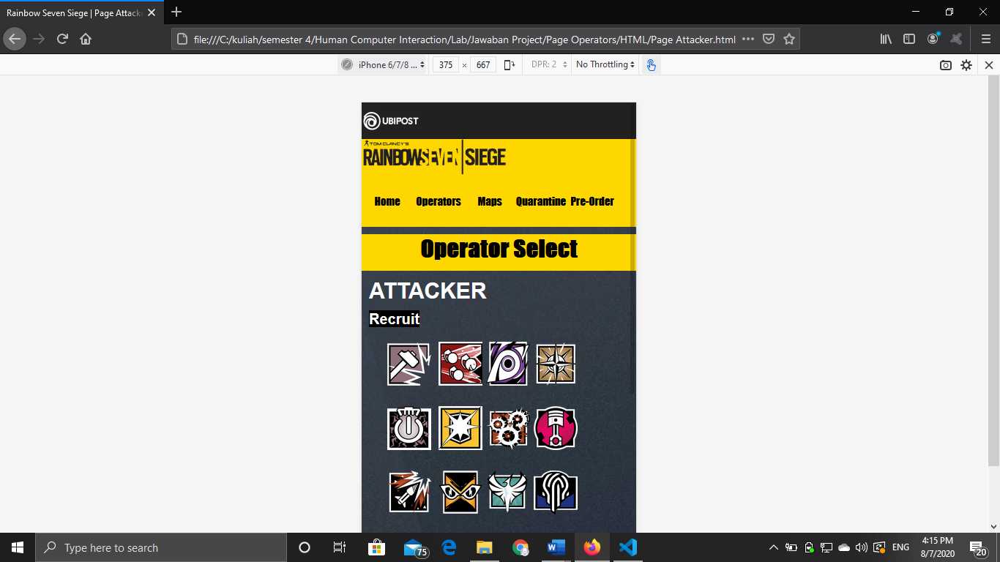 Rainbow Seven Siege | Page Attacke
file:///C:/kuliah/semester 4/Human Computer Interaction/Lab/Jawaban Project/Page Operators/HTML/Page Attacker.html
iPhone 6/7/8 ... 375 × 667 DPR: 2 No Throttling
UBIPOST
TOM CLANCY'S
RAINBOWSEVEN SIEGE
Home Operators Maps Quarantine Pre-Order
Operator Select
ATTACKER
Recruit
Type here to search
75
ENG
4:15 PM
8/7/2020
20